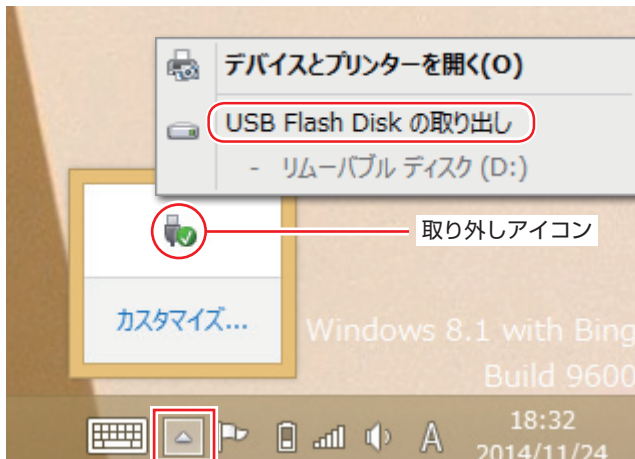 デバイスとプリンターを開く(O)
USB Flash Disk の取り出し
- リムーバブル ディスク (D:)
取り外しアイコン
カスタマイズ...
Windows 8.1 with Bing
Build 9600
A
18:32
2014/11/24